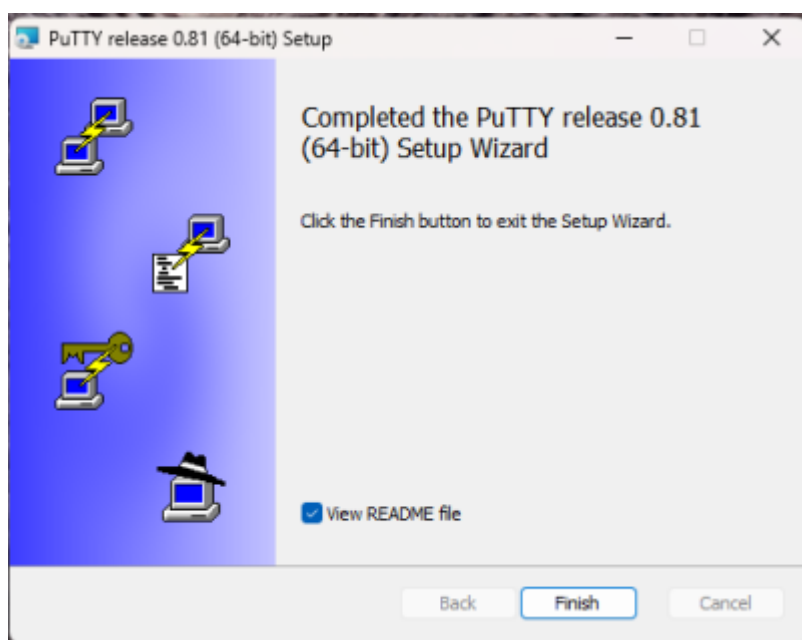 PuTTY release 0.81 (64-bit) Setup
Completed the PuTTY release 0.81
(64-bit) Setup Wizard
Click the Finish button to exit the Setup Wizard.
View README file
Back
Finish
Cancel